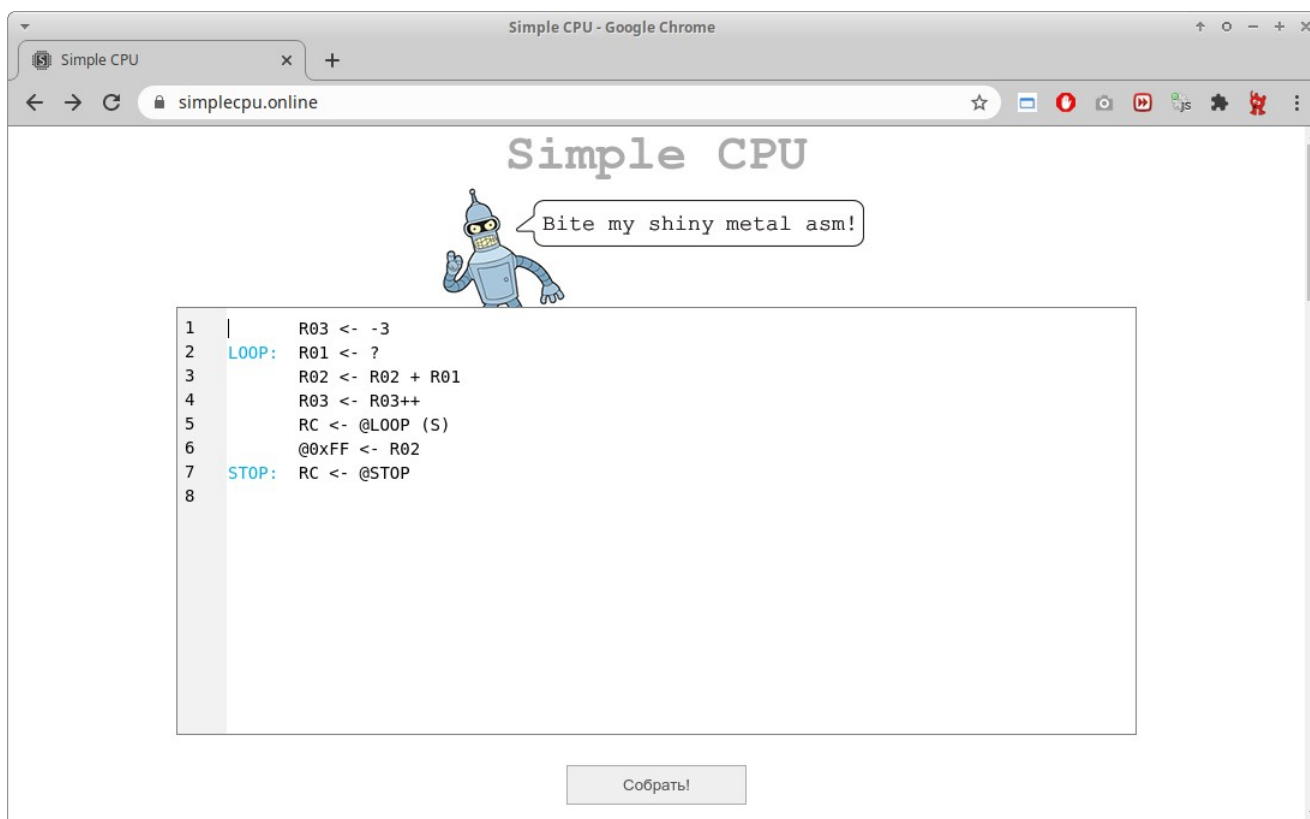 Simple CPU - Google Chrome
Simple CPU
simplecpu.online
js
Simple CPU
Bite my shiny metal asm!
1 R03 <- -3
2 LOOP: R01 <- ?
3 R02 <- R02 + R01
4 R03 <- R03++
5 RC <- @LOOP (S)
6 @0xFF <- R02
7 STOP: RC <- @STOP
8
Собрать!